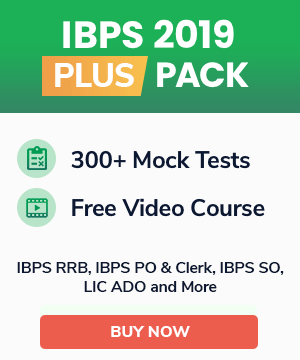 IBPS 2019
PLUS PACK
300+ Mock Tests
Free Video Course
IBPS RRB, IBPS PO & Clerk, IBPS SO,
LIC ADO and More
BUY NOW